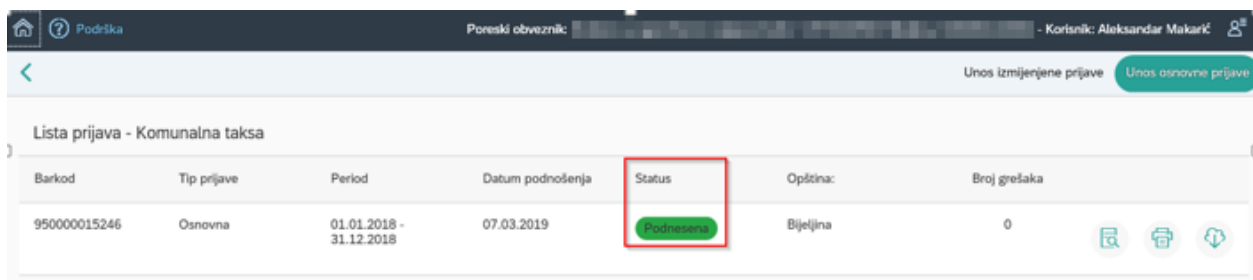 Podrška
Poreski obveznik: - Korisnik: Aleksandar Makarić
Unos izmijenjene prijave Unos osnovne prijave
Lista prijava - Komunalna taksa
Barkod Tip prijave Period Datum podnošenja Status Opština: Broj grešaka
950000015246 Osnovna 01.01.2018 - 07.03.2019 Podnesena Bijeljina 0
31.12.2018